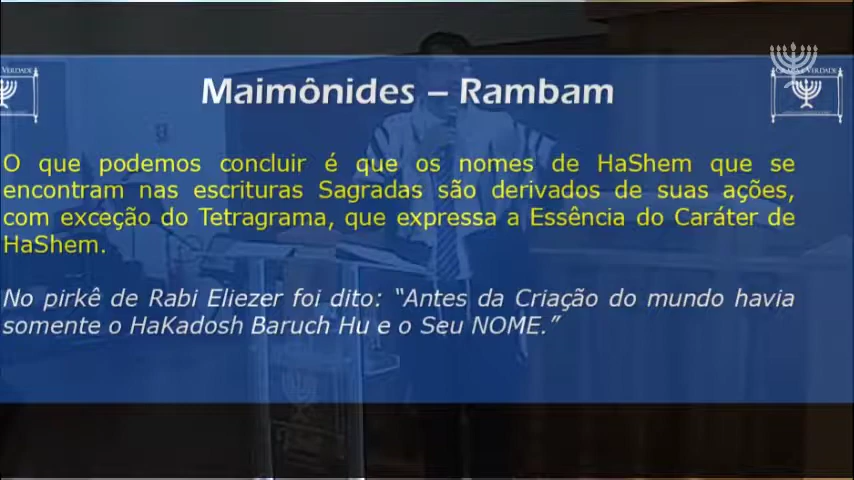 Maimônides – Rambam
VERDADE
VERDADE
O que podemos concluir é que os nomes de HaShem que se
encontram nas escrituras Sagradas são derivados de suas ações,
com exceção do Tetragrama, que expressa a Essência do Caráter de
HaShem.
No pirkê de Rabi Eliezer foi dito: “Antes da Criação do mundo havia
somente o HaKadosh Baruch Hu e o Seu NOME.”